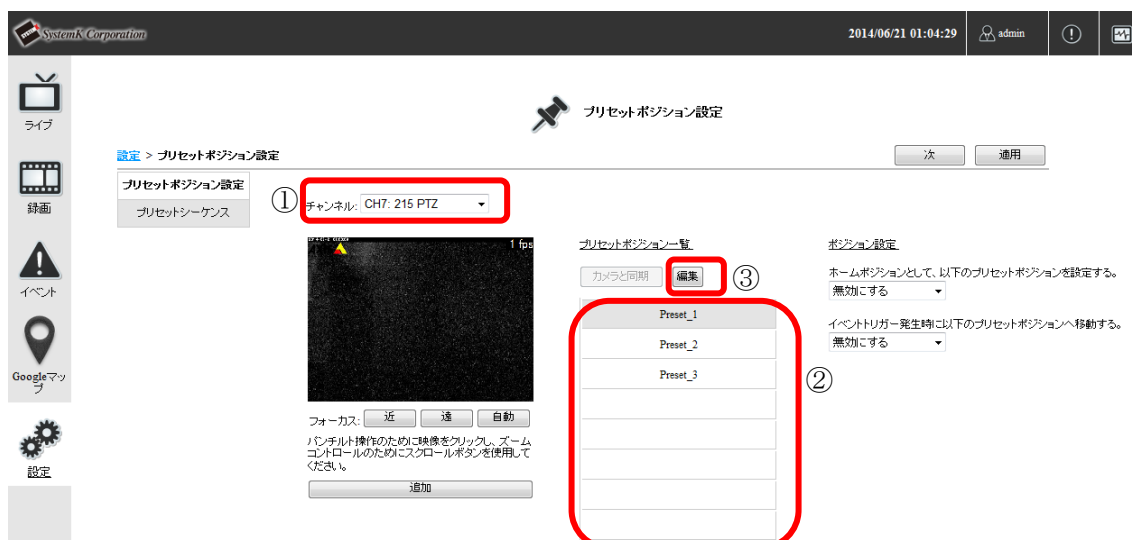 SystemK Corporation
2014/06/21 01:04:29
admin
ライブ
録画
イベント
Googleマッ
プ
設定
プリセットポジション設定
設定 > プリセットポジション設定
次
適用
プリセットポジション設定
プリセットシーケンス
①
チャンネル: CH7: 215 PTZ
1 fps
フォーカス: 近 遠 自動
パンチルト操作のために映像をクリックし、ズーム
コントロールのためにスクロールボタンを使用して
ください。
追加
プリセットポジション一覧
カメラと同期
編集
③
Preset_1
Preset_2
Preset_3
②
ポジション設定
ホームポジションとして、以下のプリセットポジションを設定する。
無効にする
イベントトリガー発生時に以下のプリセットポジションへ移動する。
無効にする